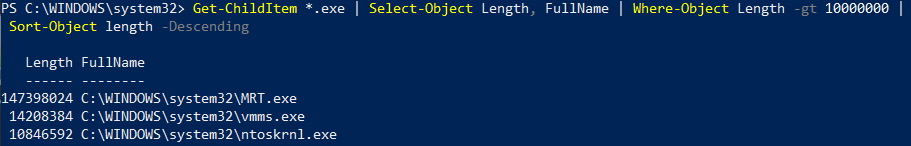 PS C:\WINDOWS\system32> Get-ChildItem *.exe | Select-Object Length, FullName | Where-Object Length -gt 10000000 |
Sort-Object length -Descending
Length FullName
------ --------
147398024 C:\WINDOWS\system32\MRT.exe
14208384 C:\WINDOWS\system32\vmms.exe
10846592 C:\WINDOWS\system32\ntoskrnl.exe